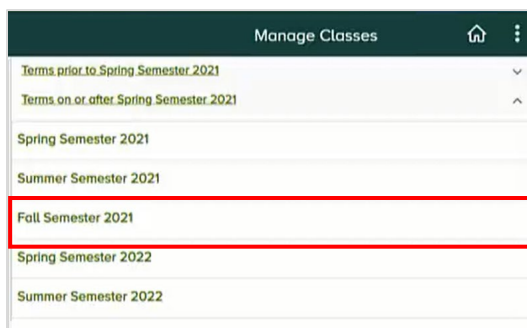 Manage Classes
Terms prior to Spring Semester 2021
Terms on or after Spring Semester 2021
Spring Semester 2021
Summer Semester 2021
Fall Semester 2021
Spring Semester 2022
Summer Semester 2022